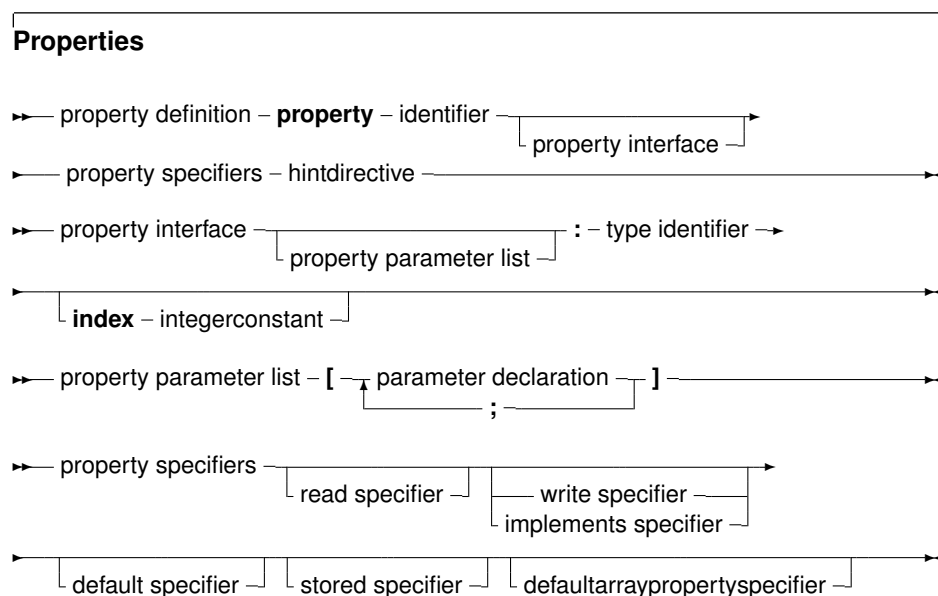 Properties
property definition – property – identifier
property interface
property specifiers – hintdirective
property interface : – type identifier
property parameter list
index – integerconstant
property parameter list – [ parameter declaration ]
;
property specifiers
read specifier write specifier
implements specifier
default specifier stored specifier defaultarraypropertyspecifier